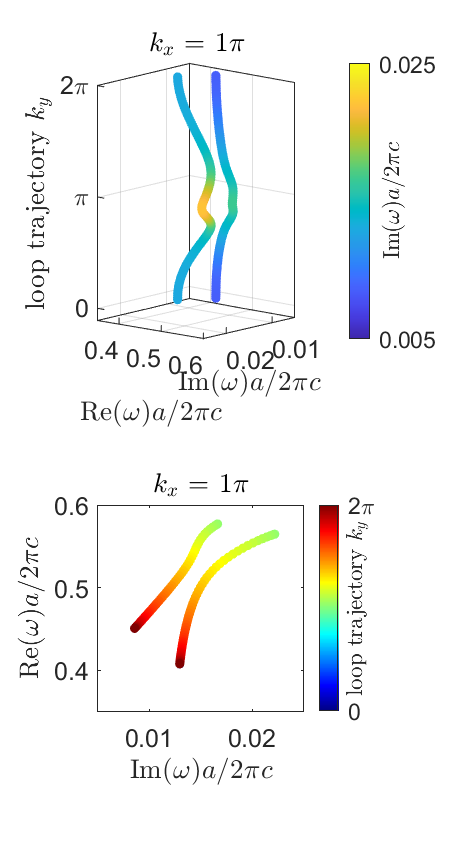 k_x = 1π
2π
π
0
loop trajectory k_y
0.4 0.5 0.6
0.02 0.01
Im(ω)a/2πc
Re(ω)a/2πc
0.025
Im(ω)a/2πc
0.005
k_x = 1π
0.6
0.5
0.4
Re(ω)a/2πc
0.01 0.02
Im(ω)a/2πc
2π
loop trajectory k_y
0